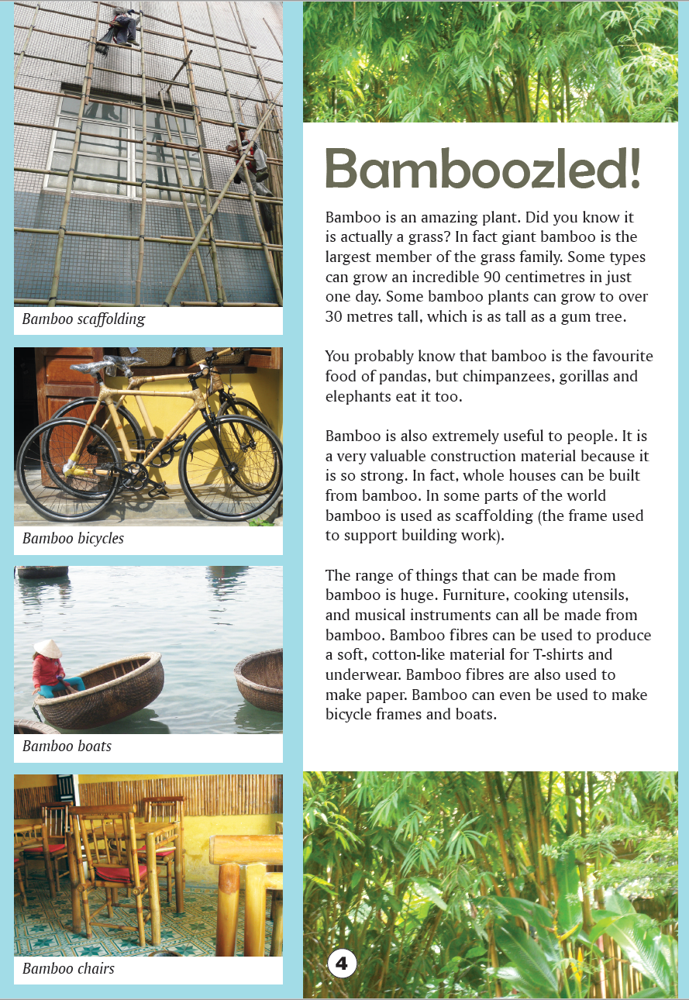 Bamboo scaffolding
Bamboo bicycles
Bamboo boats
Bamboo chairs
Bamboozled!
Bamboo is an amazing plant. Did you know it
is actually a grass? In fact giant bamboo is the
largest member of the grass family. Some types
can grow an incredible 90 centimetres in just
one day. Some bamboo plants can grow to over
30 metres tall, which is as tall as a gum tree.
You probably know that bamboo is the favourite
food of pandas, but chimpanzees, gorillas and
elephants eat it too.
Bamboo is also extremely useful to people. It is
a very valuable construction material because it
is so strong. In fact, whole houses can be built
from bamboo. In some parts of the world
bamboo is used as scaffolding (the frame used
to support building work).
The range of things that can be made from
bamboo is huge. Furniture, cooking utensils,
and musical instruments can all be made from
bamboo. Bamboo fibres can be used to produce
a soft, cotton-like material for T-shirts and
underwear. Bamboo fibres are also used to
make paper. Bamboo can even be used to make
bicycle frames and boats.
4